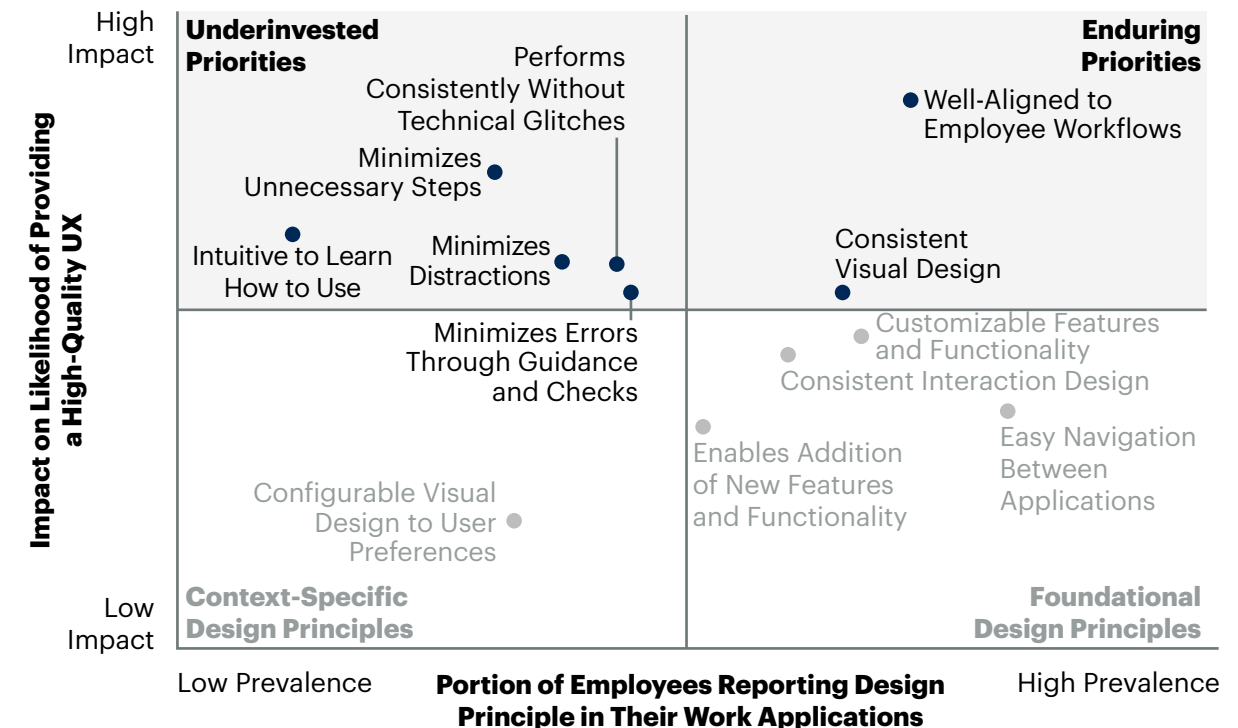 High
Impact
Underinvested
Priorities
Performs
Consistently Without
Technical Glitches
Enduring
Priorities
Well-Aligned to
Employee Workflows
Minimizes
Unnecessary Steps
Intuitive to Learn
How to Use
Minimizes
Distractions
Consistent
Visual Design
Minimizes Errors
Through Guidance
and Checks
Customizable Features
and Functionality
Consistent Interaction Design
Easy Navigation
Between
Applications
Enables Addition
of New Features
and Functionality
Configurable Visual
Design to User
Preferences
Context-Specific
Design Principles
Foundational
Design Principles
Low
Impact
Impact on Likelihood of Providing
a High-Quality UX
Low Prevalence
Portion of Employees Reporting Design
Principle in Their Work Applications
High Prevalence